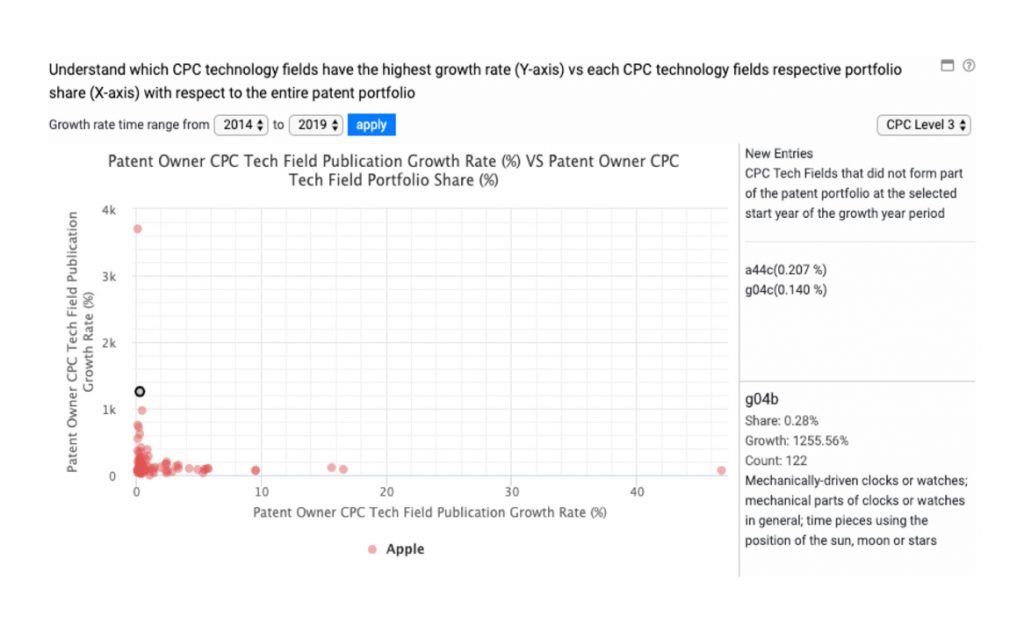 Understand which CPC technology fields have the highest growth rate (Y-axis) vs each CPC technology fields respective portfolio
share (X-axis) with respect to the entire patent portfolio
Growth rate time range from 2014 to 2019 apply
CPC Level 3
Patent Owner CPC Tech Field Publication Growth Rate (%) VS Patent Owner CPC
Tech Field Portfolio Share (%)
Patent Owner CPC Tech Field Publication
Growth Rate (%)
4k
3k
2k
1k
0
0 10 20 30 40
Patent Owner CPC Tech Field Publication Growth Rate (%)
Apple
New Entries
CPC Tech Fields that did not form part
of the patent portfolio at the selected
start year of the growth year period
a44c(0.207 %)
g04c(0.140 %)
g04b
Share: 0.28%
Growth: 1255.56%
Count: 122
Mechanically-driven clocks or watches;
mechanical parts of clocks or watches
in general; time pieces using the
position of the sun, moon or stars